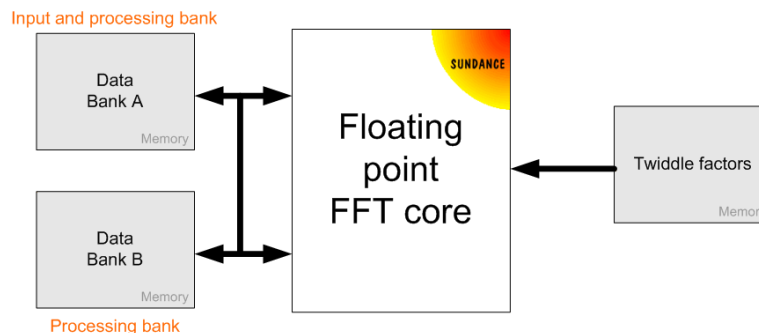 Input and processing bank
Data
Bank A
Memory
Data
Bank B
Memory
Processing bank
SUNDANCE
Floating
point
FFT core
Twiddle factors